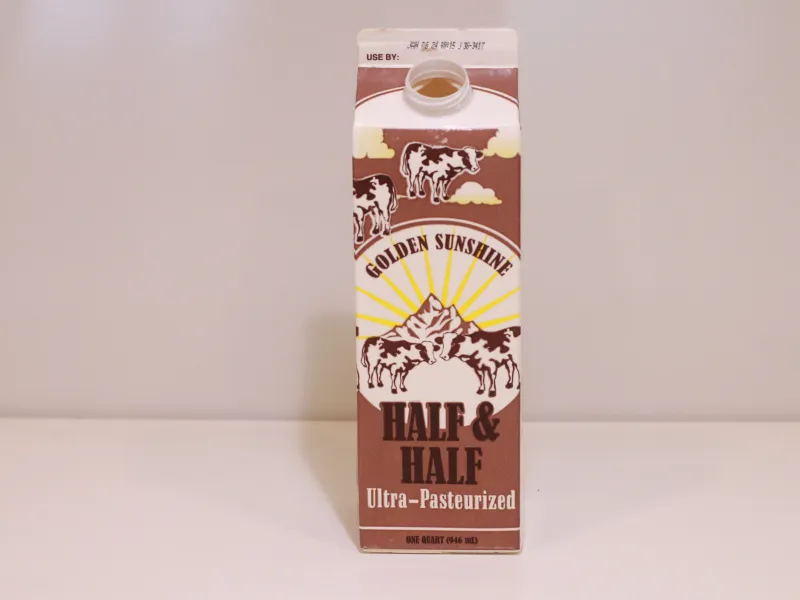 USE BY:
GOLDEN SUNSHINE
HALF &
HALF
Ultra-Pasteurized
ONE QUART (946 mL)